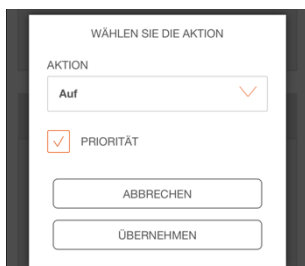 WÄHLEN SIE DIE AKTION
AKTION
Auf
PRIORITÄT
ABBRECHEN
ÜBERNEHMEN